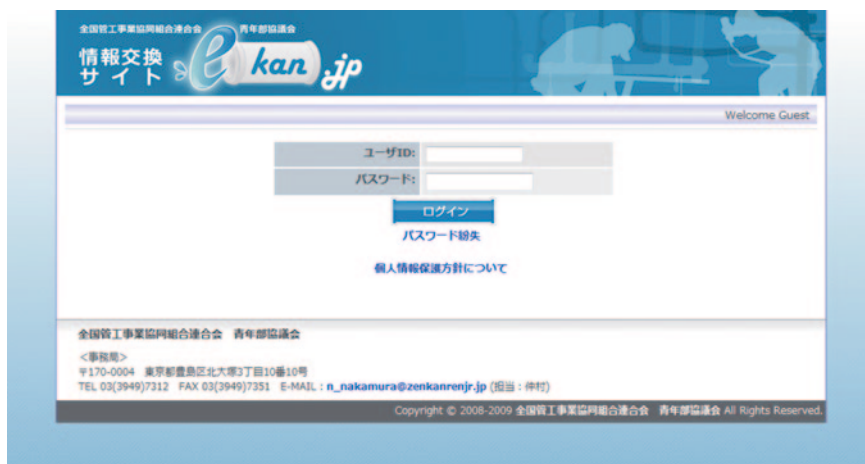 全国管工事業協同組合連合会 青年部協議会
情報交換
サイト
e kan.jp
Welcome Guest
ユーザID:
パスワード:
ログイン
パスワード紛失
個人情報保護方針について
全国管工事業協同組合連合会 青年部協議会
<事務局>
〒170-0004 東京都豊島区北大塚3丁目10番10号
TEL 03(3949)7312 FAX 03(3949)7351 E-MAIL : n_nakamura@zenkanrenjr.jp (担当:仲村)
Copyright © 2008-2009 全国管工事業協同組合連合会 青年部協議会 All Rights Reserved.